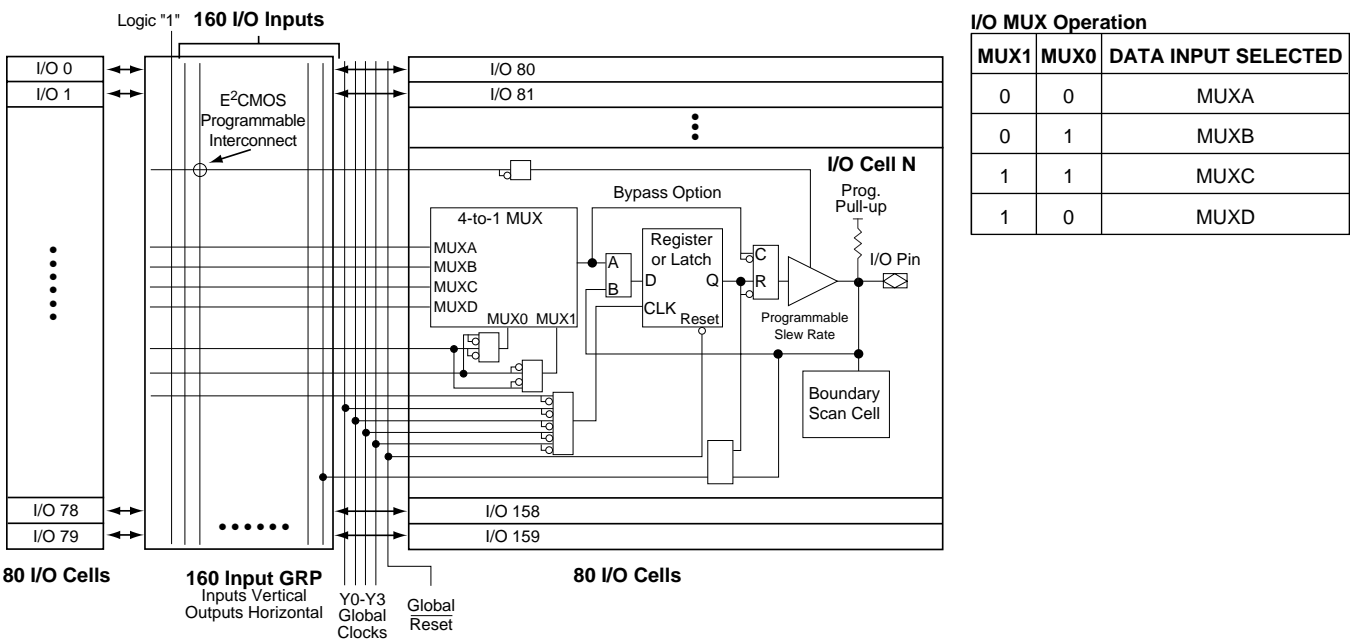 Logic "1"
160 I/O Inputs
I/O 0
I/O 1
I/O 78
I/O 79
80 I/O Cells
E2CMOS
Programmable
Interconnect
160 Input GRP
Inputs Vertical
Outputs Horizontal
Y0-Y3
Global
Clocks
Global
Reset
I/O 80
I/O 81
I/O Cell N
Bypass Option
Prog.
Pull-up
4-to-1 MUX
MUXA
MUXB
MUXC
MUXD
MUX0 MUX1
A
B
Register
or Latch
D
Q
CLK
Reset
C
R
I/O Pin
Programmable
Slew Rate
Boundary
Scan Cell
I/O 158
I/O 159
80 I/O Cells
I/O MUX Operation
MUX1 MUX0 DATA INPUT SELECTED
0 0 MUXA
0 1 MUXB
1 1 MUXC
1 0 MUXD